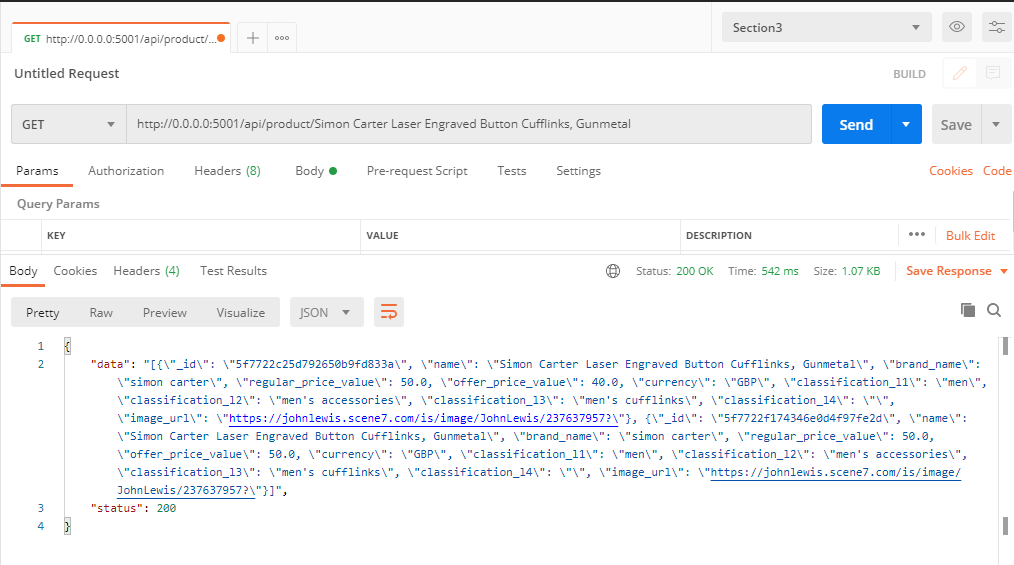 GET http://0.0.0.0:5001/api/product/...
Section3
Untitled Request
BUILD
GET
http://0.0.0.0:5001/api/product/Simon Carter Laser Engraved Button Cufflinks, Gunmetal
Send
Save
Params Authorization Headers (8) Body Pre-request Script Tests Settings Cookies Code
Query Params
KEY VALUE DESCRIPTION ••• Bulk Edit
Body Cookies Headers (4) Test Results Status: 200 OK Time: 542 ms Size: 1.07 KB Save Response
Pretty Raw Preview Visualize JSON
1 {
2 "data": "[{\"_id\": \"5f7722c25d792650b9fd833a\", \"name\": \"Simon Carter Laser Engraved Button Cufflinks, Gunmetal\", \"brand_name\":
\"simon carter\", \"regular_price_value\": 50.0, \"offer_price_value\": 40.0, \"currency\": \"GBP\", \"classification_l1\": \"men\",
\"classification_l2\": \"men's accessories\", \"classification_l3\": \"men's cufflinks\", \"classification_l4\": \"\",
\"image_url\": \"https://johnlewis.scene7.com/is/image/JohnLewis/237637957?\"}, {\"_id\": \"5f7722f174346e0d4f97fe2d\", \"name\":
\"Simon Carter Laser Engraved Button Cufflinks, Gunmetal\", \"brand_name\": \"simon carter\", \"regular_price_value\": 50.0,
\"offer_price_value\": 50.0, \"currency\": \"GBP\", \"classification_l1\": \"men\", \"classification_l2\": \"men's accessories\",
\"classification_l3\": \"men's cufflinks\", \"classification_l4\": \"\", \"image_url\": \"https://johnlewis.scene7.com/is/image/
JohnLewis/237637957?\"}]",
3 "status": 200
4 }